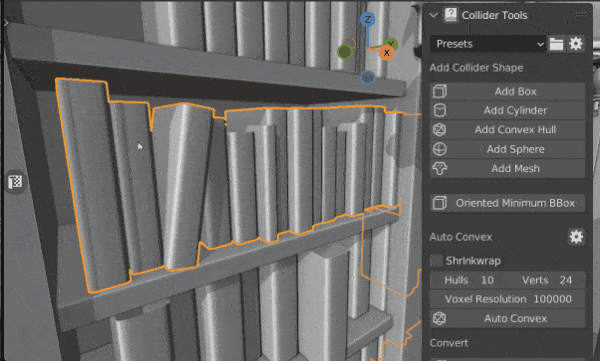 Collider Tools
Presets
Add Collider Shape
Add Box
Add Cylinder
Add Convex Hull
Add Sphere
Add Mesh
Oriented Minimum BBox
Auto Convex
Shrinkwrap
Hulls 10 Verts 24
Voxel Resolution 100000
Auto Convex
Convert
Z
X